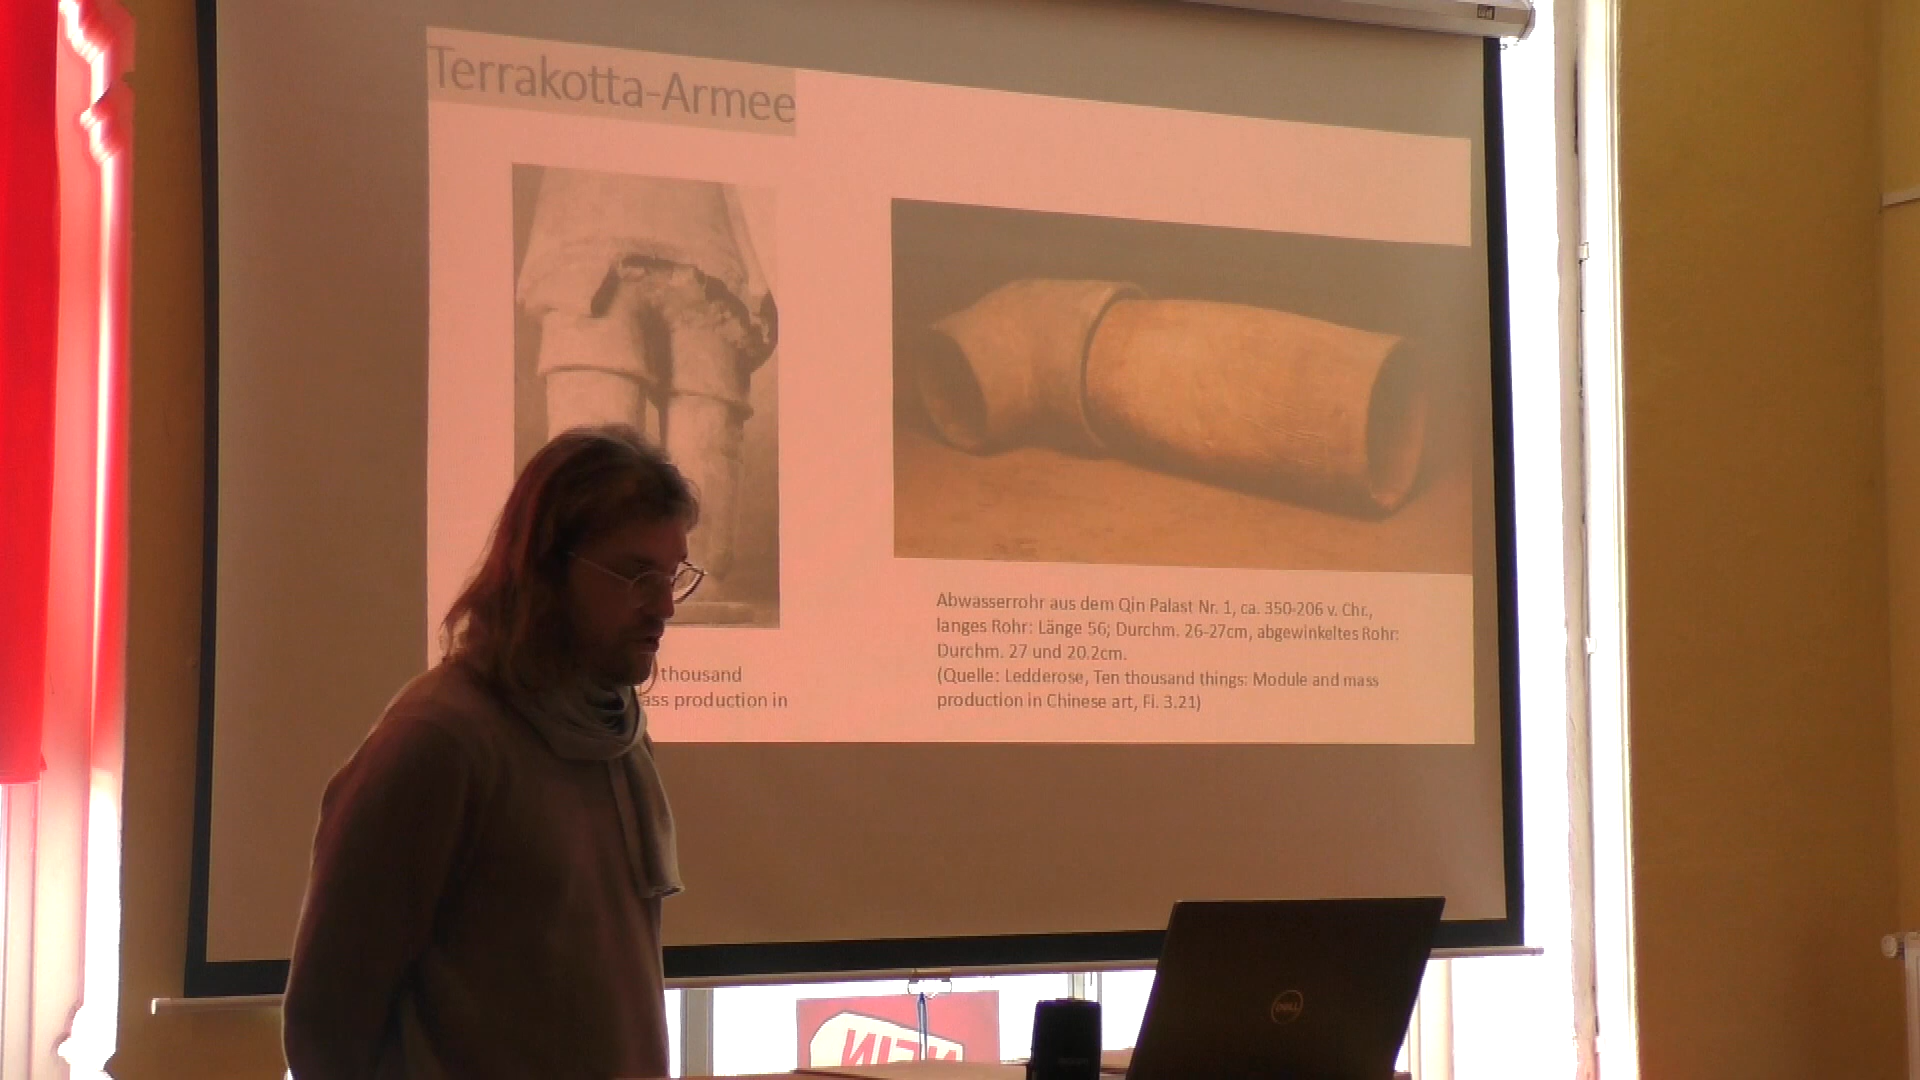 Terrakotta-Armee
thousand
ass production in
Abwasserrohr aus dem Qin Palast Nr. 1, ca. 350-206 v. Chr.,
langes Rohr: Länge 56; Durchm. 26-27cm, abgewinkeltes Rohr:
Durchm. 27 und 20.2cm.
(Quelle: Ledderose, Ten thousand things: Module and mass
production in Chinese art, Fi. 3.21)
DELL
NEIN